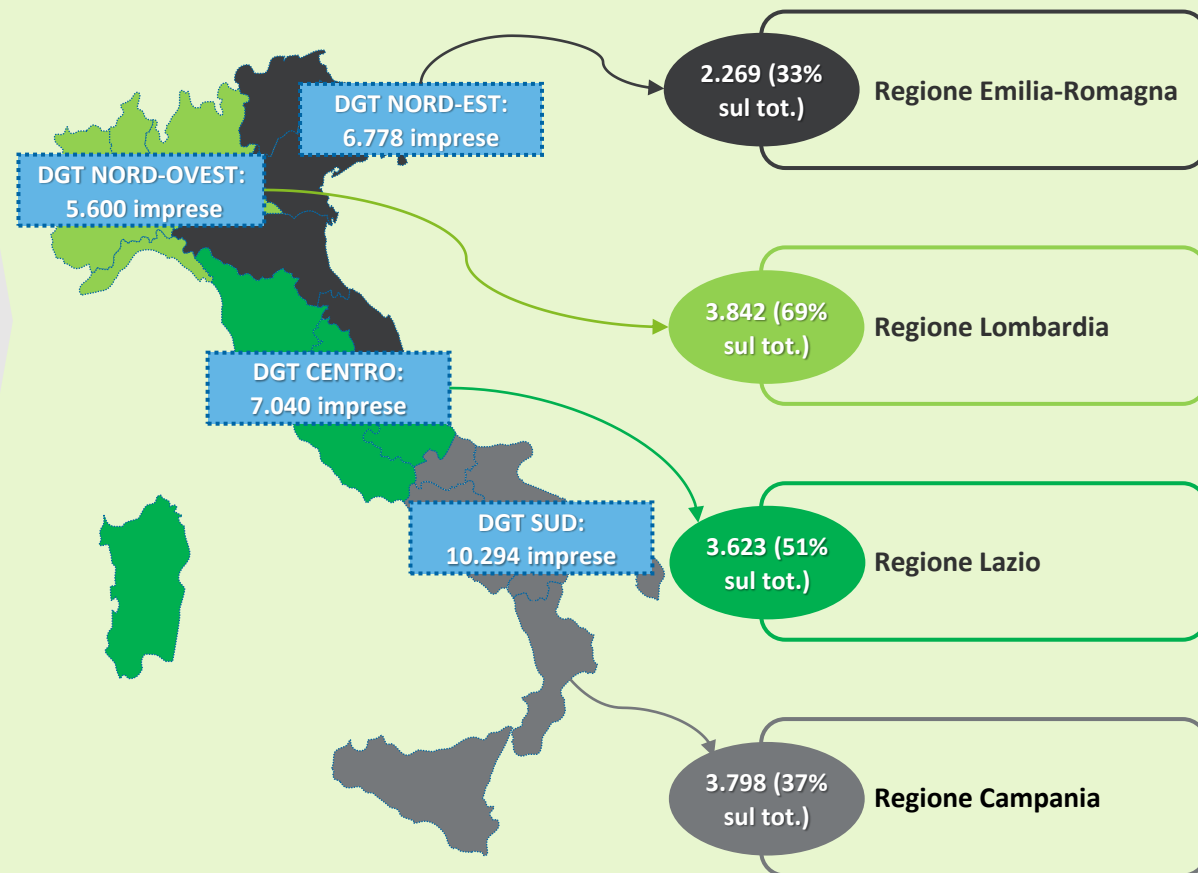 DGT NORD-EST:
6.778 imprese
2.269 (33%
sul tot.)
Regione Emilia-Romagna
DGT NORD-OVEST:
5.600 imprese
3.842 (69%
sul tot.)
Regione Lombardia
DGT CENTRO:
7.040 imprese
3.623 (51%
sul tot.)
Regione Lazio
DGT SUD:
10.294 imprese
3.798 (37%
sul tot.)
Regione Campania